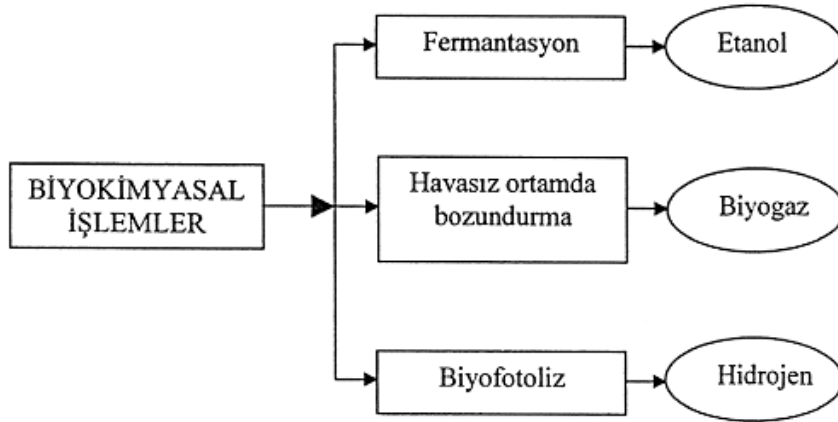 Fermantasyon
Etanol
BİYOKİMYASAL
İŞLEMLER
Havasız ortamda
bozundurma
Biyogaz
Biyofotoliz
Hidrojen